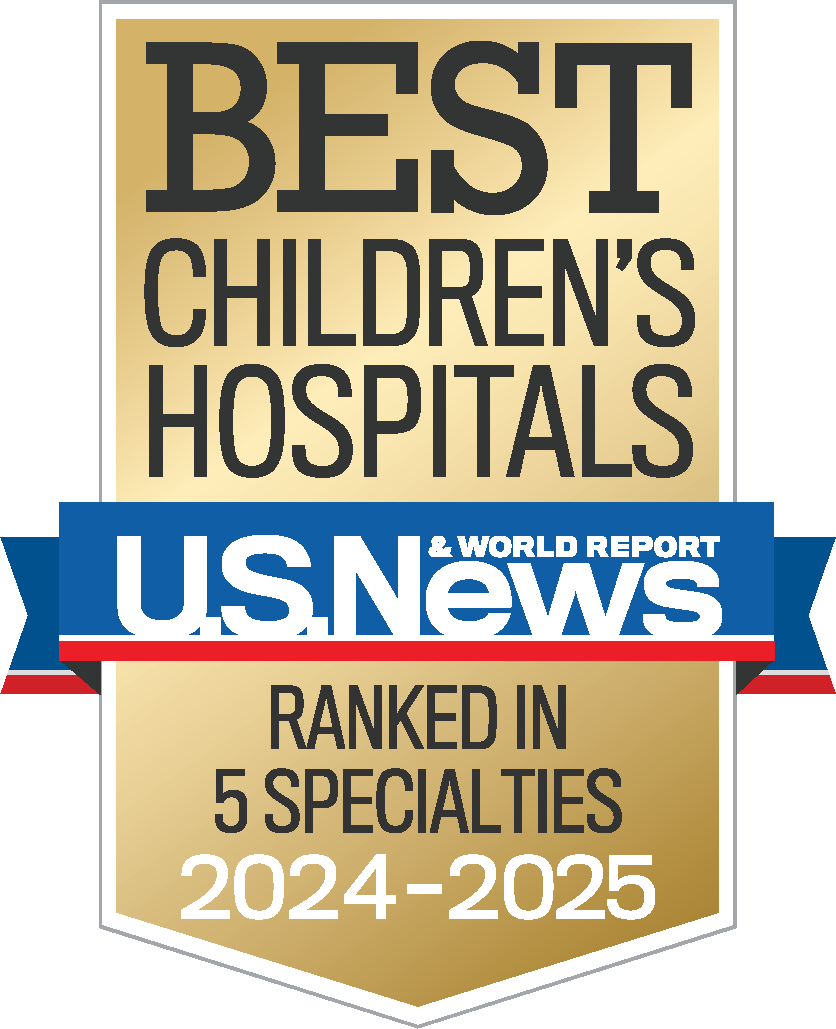 BEST
CHILDREN'S
HOSPITALS
U.S.News & WORLD REPORT
RANKED IN
5 SPECIALTIES
2024-2025